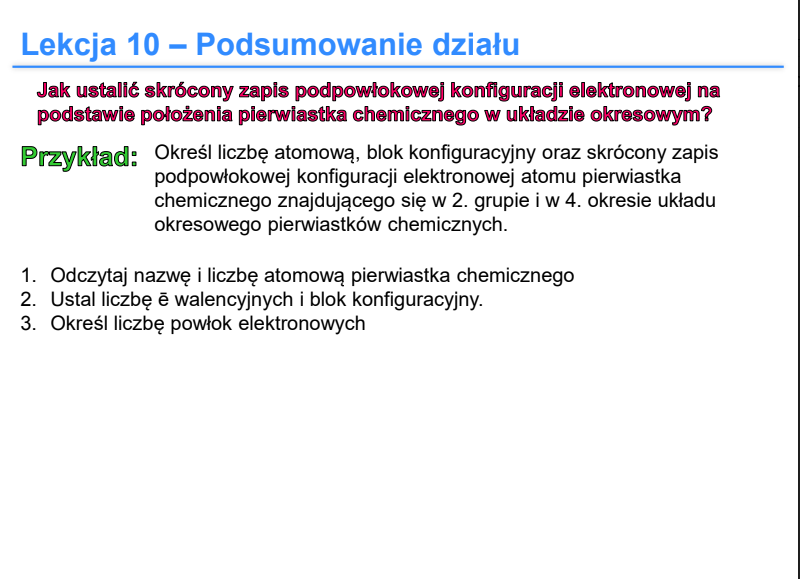 Lekcja 10 – Podsumowanie działu
Jak ustalić skrócony zapis podpowłokowej konfiguracji elektronowej na
podstawie położenia pierwiastka chemicznego w układzie okresowym?
Przykład:
Określ liczbę atomową, blok konfiguracyjny oraz skrócony zapis
podpowłokowej konfiguracji elektronowej atomu pierwiastka
chemicznego znajdującego się w 2. grupie i w 4. okresie układu
okresowego pierwiastków chemicznych.
1. Odczytaj nazwę i liczbę atomową pierwiastka chemicznego
2. Ustal liczbę ē walencyjnych i blok konfiguracyjny.
3. Określ liczbę powłok elektronowych